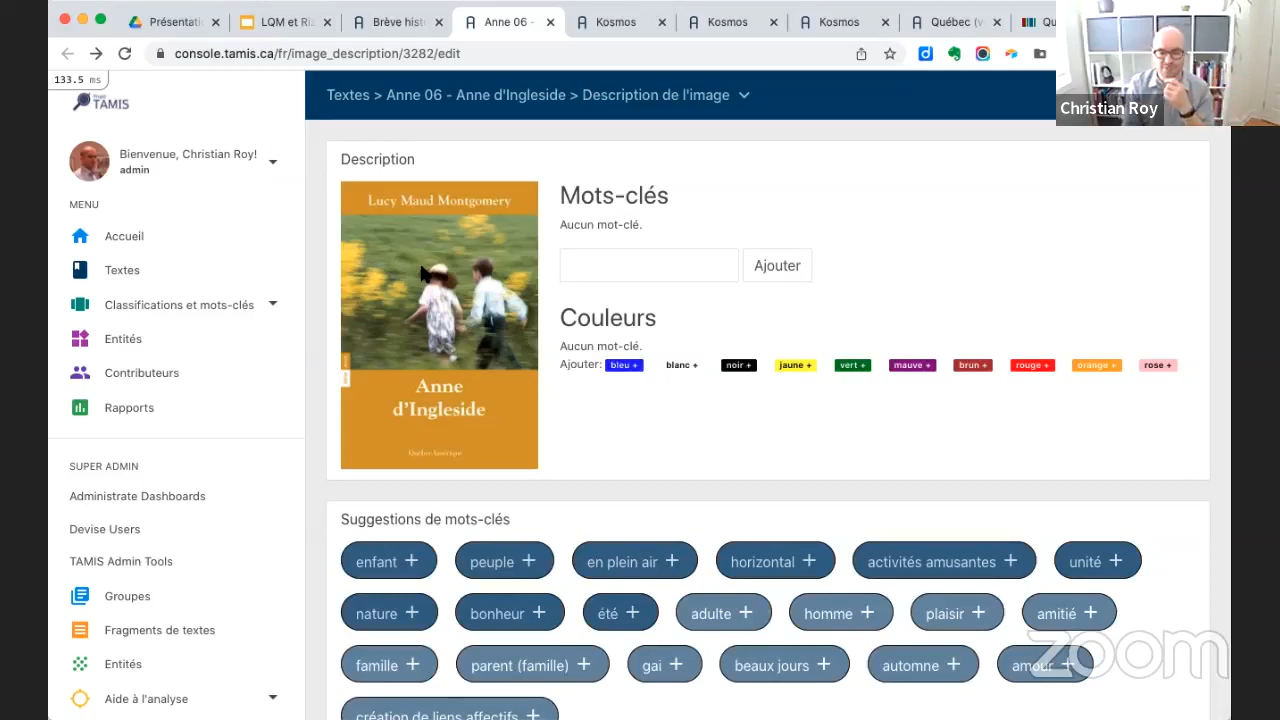 Présentati
LQM et Ri
Brève hist
Anne 06 -
Kosmos
Kosmos
Kosmos
Québec (v
Qu
console.tamis.ca/fr/image_description/3282/edit
133.5 ms
TAMIS
Textes > Anne 06 - Anne d'Ingleside > Description de l'image
Christian Roy
Bienvenue, Christian Roy!
admin
MENU
Accueil
Textes
Classifications et mots-clés
Entités
Contributeurs
Rapports
SUPER ADMIN
Administrate Dashboards
Devise Users
TAMIS Admin Tools
Groupes
Fragments de textes
Entités
Aide à l'analyse
Description
Lucy Maud Montgomery
Anne
d'Ingleside
Québec Amérique
Mots-clés
Aucun mot-clé.
Ajouter
Couleurs
Aucun mot-clé.
Ajouter: bleu + blanc + noir + jaune + vert + mauve + brun + rouge + orange + rose +
Suggestions de mots-clés
enfant + peuple + en plein air + horizontal + activités amusantes + unité +
nature + bonheur + été + adulte + homme + plaisir + amitié +
famille + parent (famille) + gai + beaux jours + automne + amour +
création de liens affectifs +
zoom